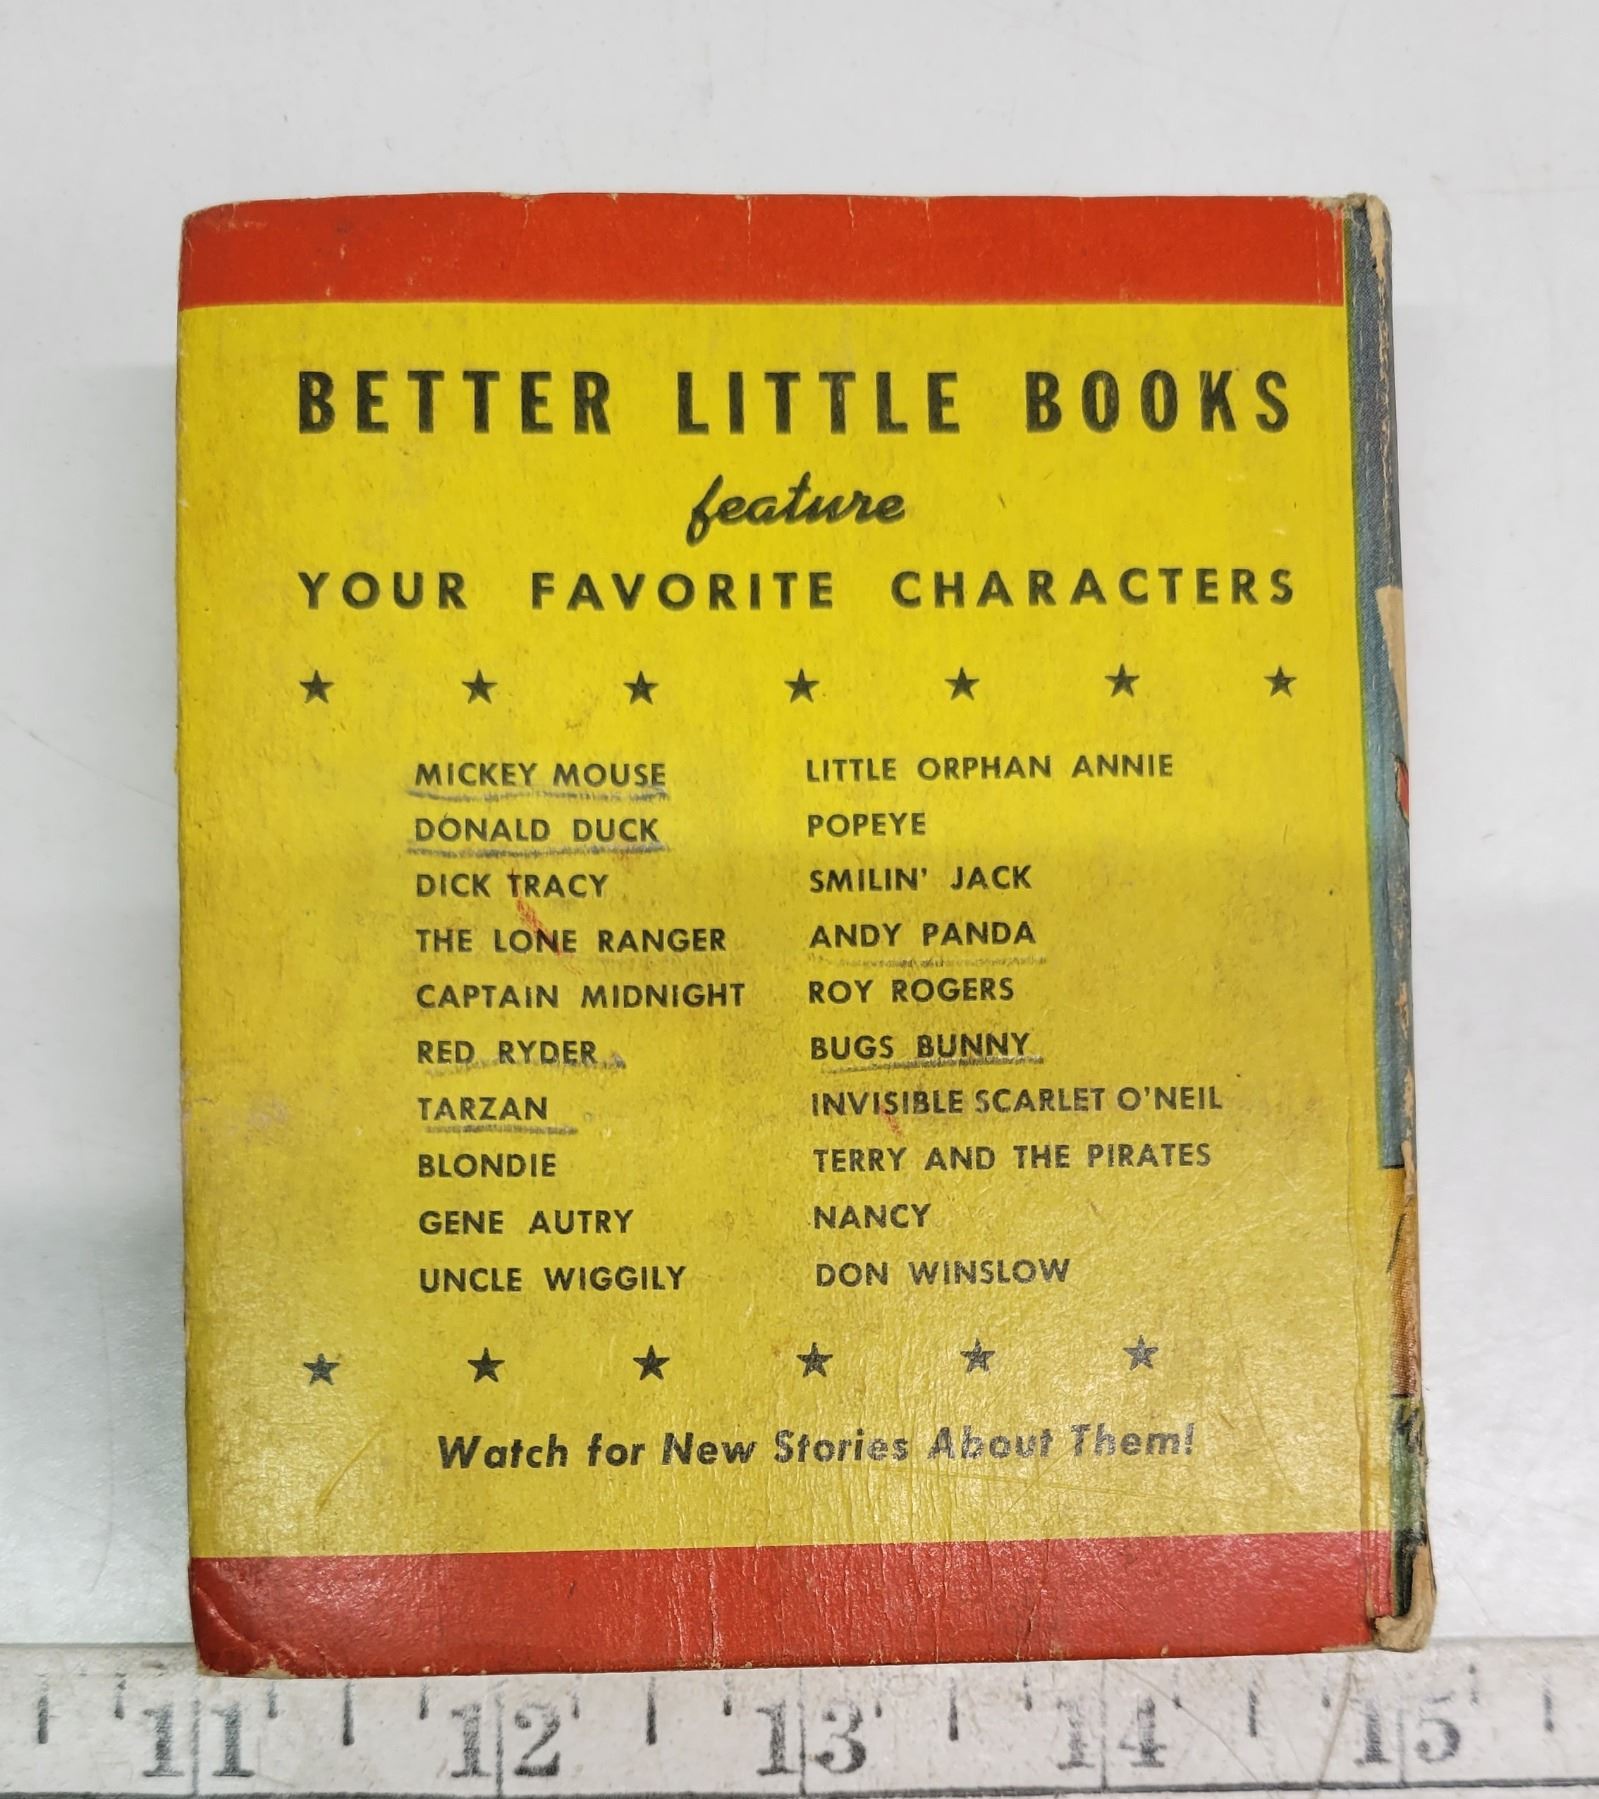 BETTER LITTLE BOOKS
feature
YOUR FAVORITE CHARACTERS
MICKEY MOUSE
DONALD DUCK
DICK TRACY
THE LONE RANGER
CAPTAIN MIDNIGHT
RED RYDER
TARZAN
BLONDIE
GENE AUTRY
UNCLE WIGGILY
LITTLE ORPHAN ANNIE
POPEYE
SMILIN' JACK
ANDY PANDA
ROY ROGERS
BUGS BUNNY
INVISIBLE SCARLET O'NEIL
TERRY AND THE PIRATES
NANCY
DON WINSLOW
Watch for New Stories About Them!
11 12 13 14 15